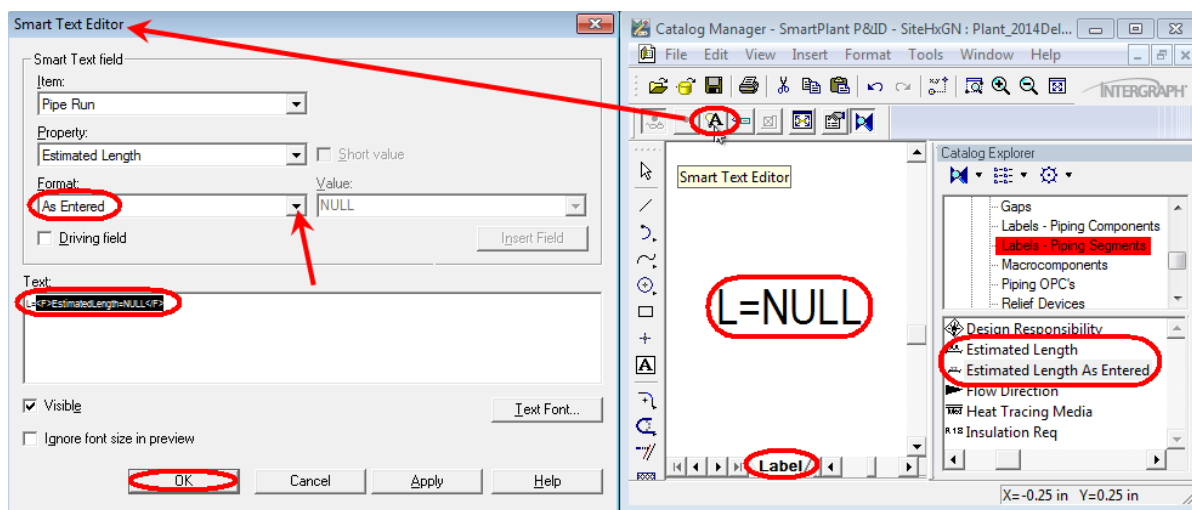 Smart Text Editor
Smart Text field
Item:
Pipe Run
Property:
Estimated Length
Short value
Format:
As Entered
Value:
NULL
Driving field
Insert Field
Text:
L=<F>EstimatedLength=NULL</F>
Visible
Text Font...
Ignore font size in preview
OK
Cancel
Apply
Help
Catalog Manager - SmartPlant P&ID - SiteHxGN : Plant_2014Del...
File Edit View Insert Format Tools Window Help
INTERGRAPH
A
Smart Text Editor
A
L=NULL
Label
Catalog Explorer
Gaps
Labels - Piping Components
Labels - Piping Segments
Macrocomponents
Piping OPC's
Relief Devices
Design Responsibility
Estimated Length
Estimated Length As Entered
Flow Direction
Heat Tracing Media
Insulation Req
X=-0.25 in Y=0.25 in